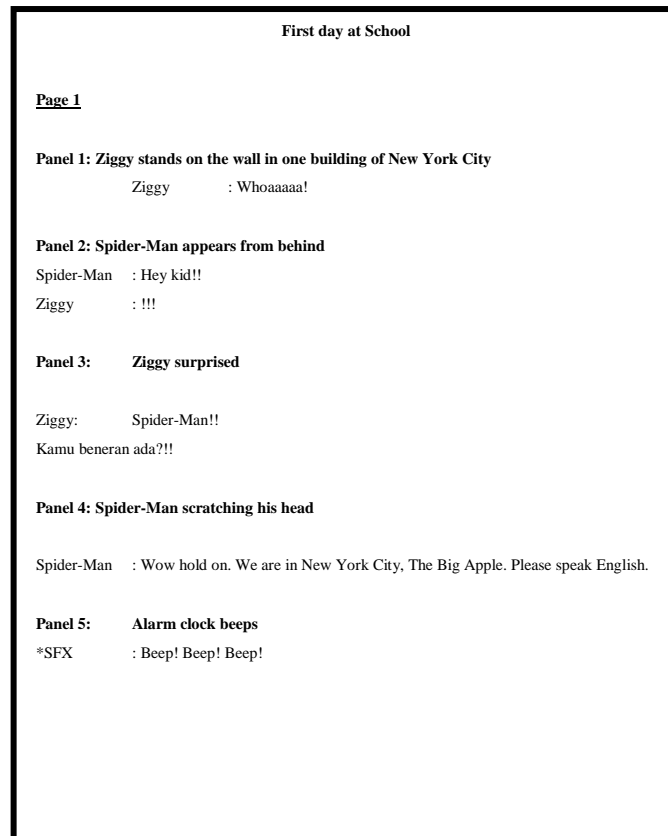 First day at School
Page 1
Panel 1: Ziggy stands on the wall in one building of New York City
Ziggy : Whoaaaaa!
Panel 2: Spider-Man appears from behind
Spider-Man : Hey kid!!
Ziggy : !!!
Panel 3: Ziggy surprised
Ziggy: Spider-Man!!
Kamu beneran ada?!!
Panel 4: Spider-Man scratching his head
Spider-Man : Wow hold on. We are in New York City, The Big Apple. Please speak English.
Panel 5: Alarm clock beeps
*SFX : Beep! Beep! Beep!